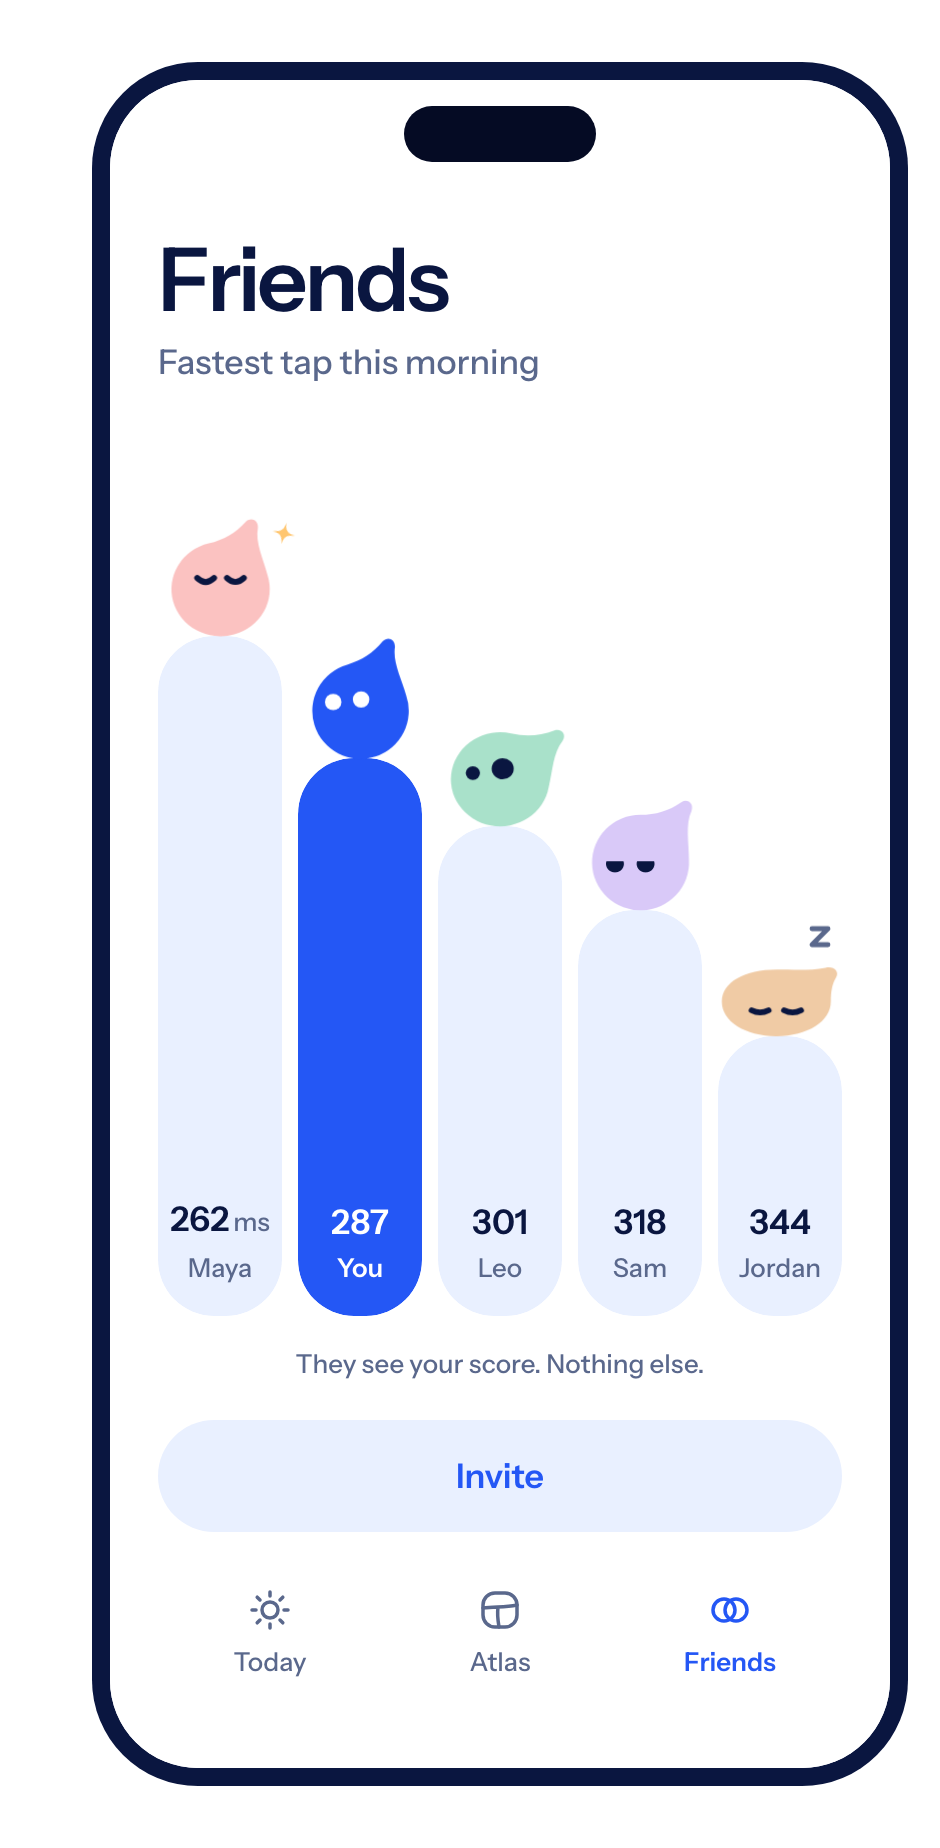 Friends
Fastest tap this morning
z
262 ms
Maya
287
You
301
Leo
318
Sam
344
Jordan
They see your score. Nothing else.
Invite
Today
Atlas
Friends